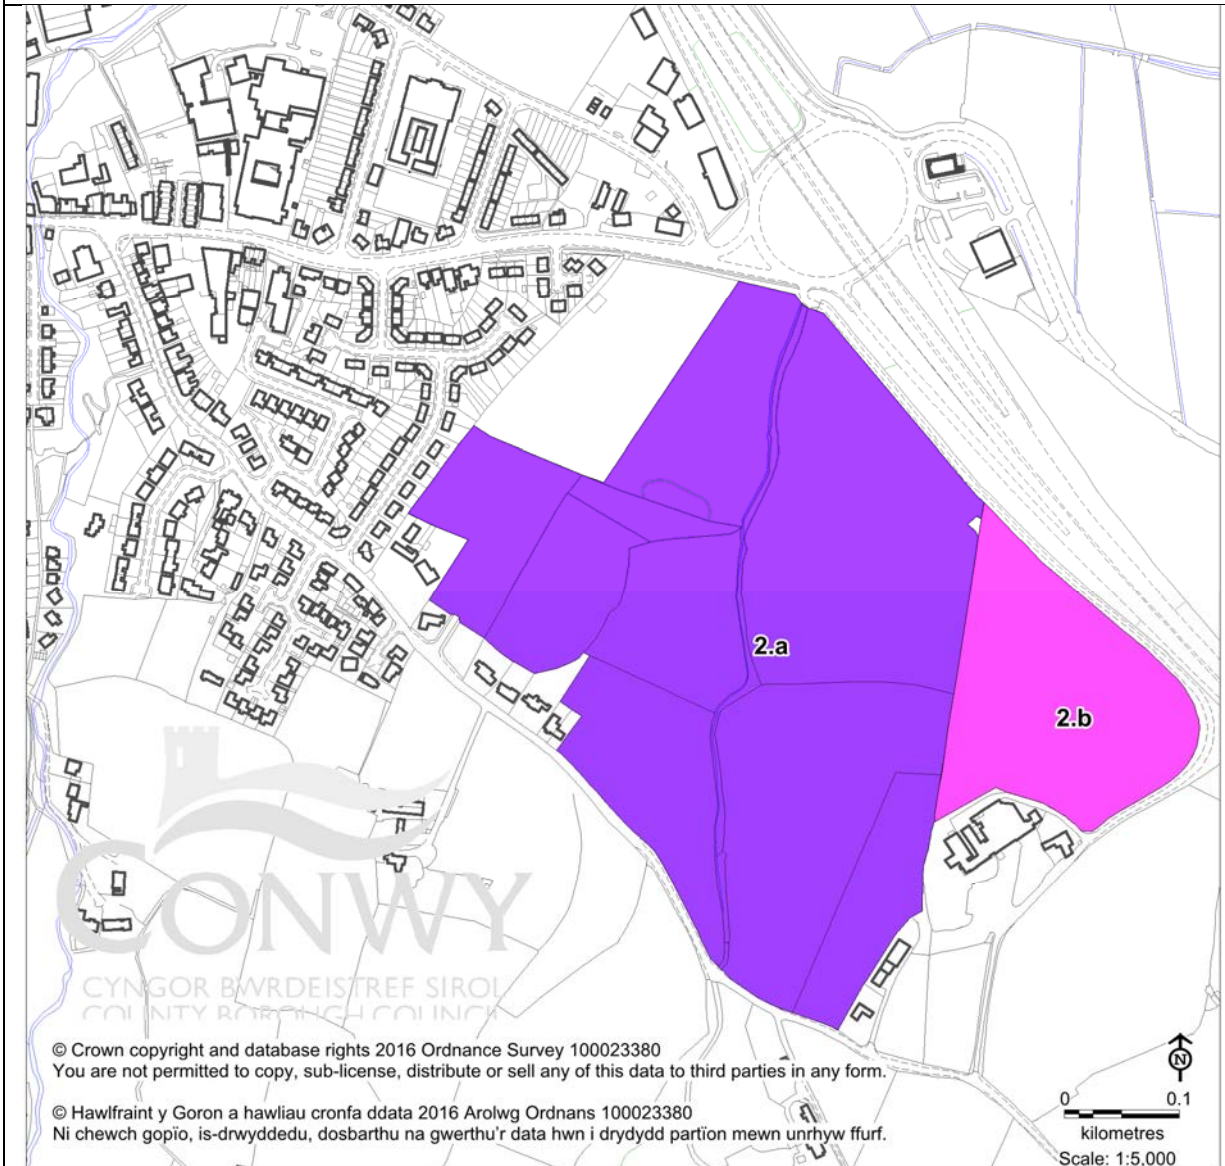 2.a
2.b
CONWY
CYNGOR BWRDEISTREF SIROL
COUNTY BOROUGH COUNCIL
© Crown copyright and database rights 2016 Ordnance Survey 100023380
You are not permitted to copy, sub-license, distribute or sell any of this data to third parties in any form.
© Hawlfraint y Goron a hawliau cronfa ddata 2016 Arolwg Ordnans 100023380
Ni chewch gopïo, is-drwyddedu, dosbarthu na gwerthu'r data hwn i drydydd partïon mewn unrhyw ffurf.
N
0 0.1
kilometres
Scale: 1:5,000